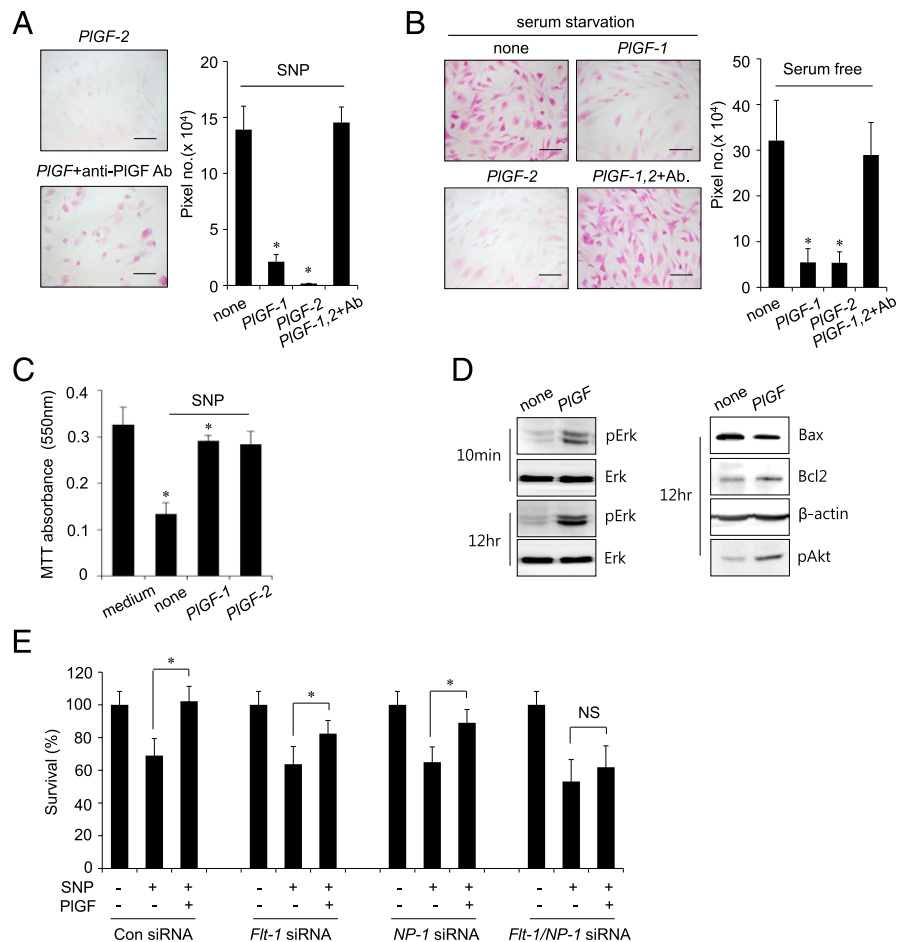 A
PlGF-2
PlGF+anti-PlGF Ab
SNP
Pixel no.(x 10⁴)
20
15
10
5
0
*
*
none
PlGF-1
PlGF-2
PlGF-1,2+Ab
B
serum starvation
none
PlGF-1
PlGF-2
PlGF-1,2+Ab.
Serum free
Pixel no.(x 10⁴)
50
40
30
20
10
0
*
*
none
PlGF-1
PlGF-2
PlGF-1,2+Ab
C
SNP
MTT absorbance (550nm)
0.4
0.3
0.2
0.1
0
*
*
medium
none
PlGF-1
PlGF-2
D
none
PlGF
10min
pErk
Erk
12hr
pErk
Erk
none
PlGF
12hr
Bax
Bcl2
β-actin
pAkt
E
Survival (%)
120
100
80
60
40
20
0
*
*
*
NS
SNP - + + - + + - + + - + +
PlGF + + + +
Con siRNA
Flt-1 siRNA
NP-1 siRNA
Flt-1/NP-1 siRNA